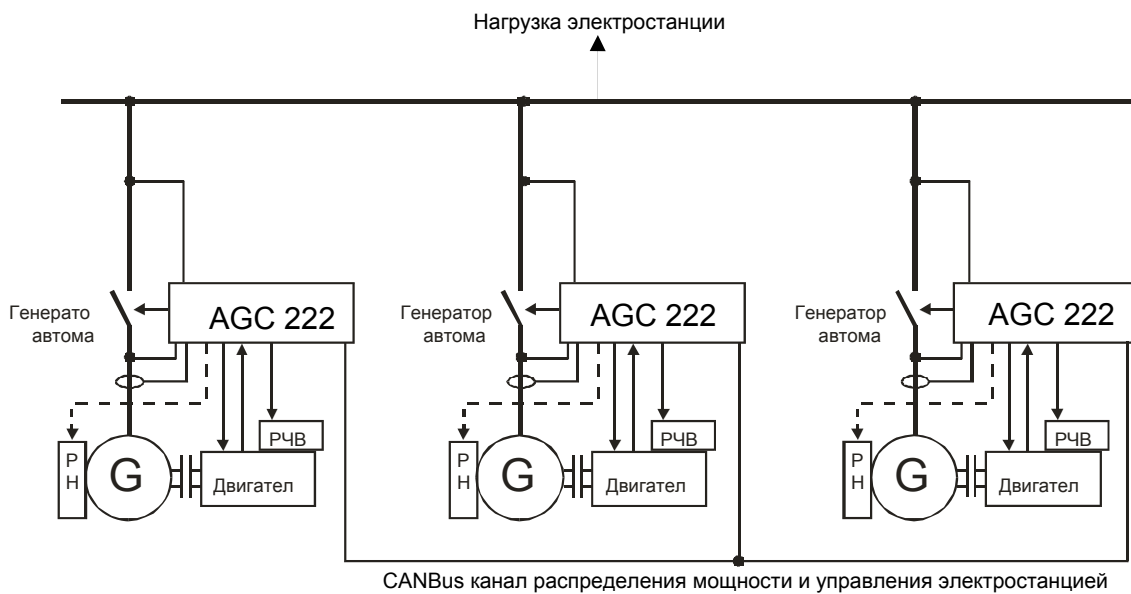 Нагрузка электростанции
AGC 222
Генерато
автома
РЧВ
Р
Н
G
Двигател
AGC 222
Генератор
автома
РЧВ
Р
Н
G
Двигател
AGC 222
Генератор
автома
РЧВ
Р
Н
G
Двигател
CANBus канал распределения мощности и управления электростанцией